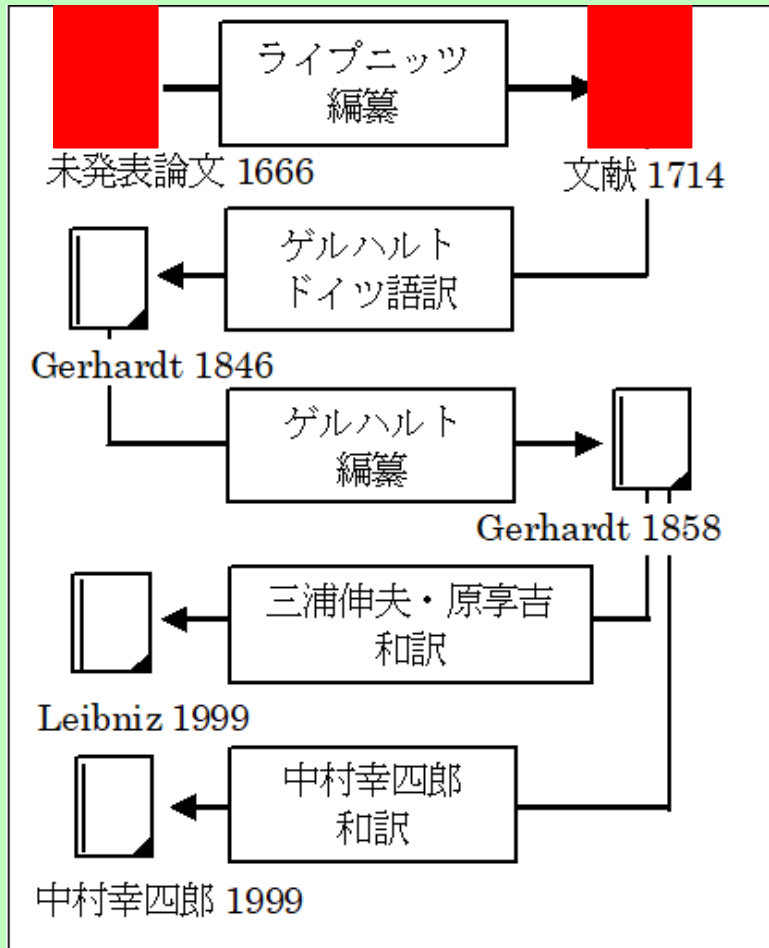 ライプニッツ
編纂
未発表論文 1666
文献 1714
ゲルハルト
ドイツ語訳
Gerhardt 1846
ゲルハルト
編纂
Gerhardt 1858
三浦伸夫・原享吉
和訳
Leibniz 1999
中村幸四郎
和訳
中村幸四郎 1999